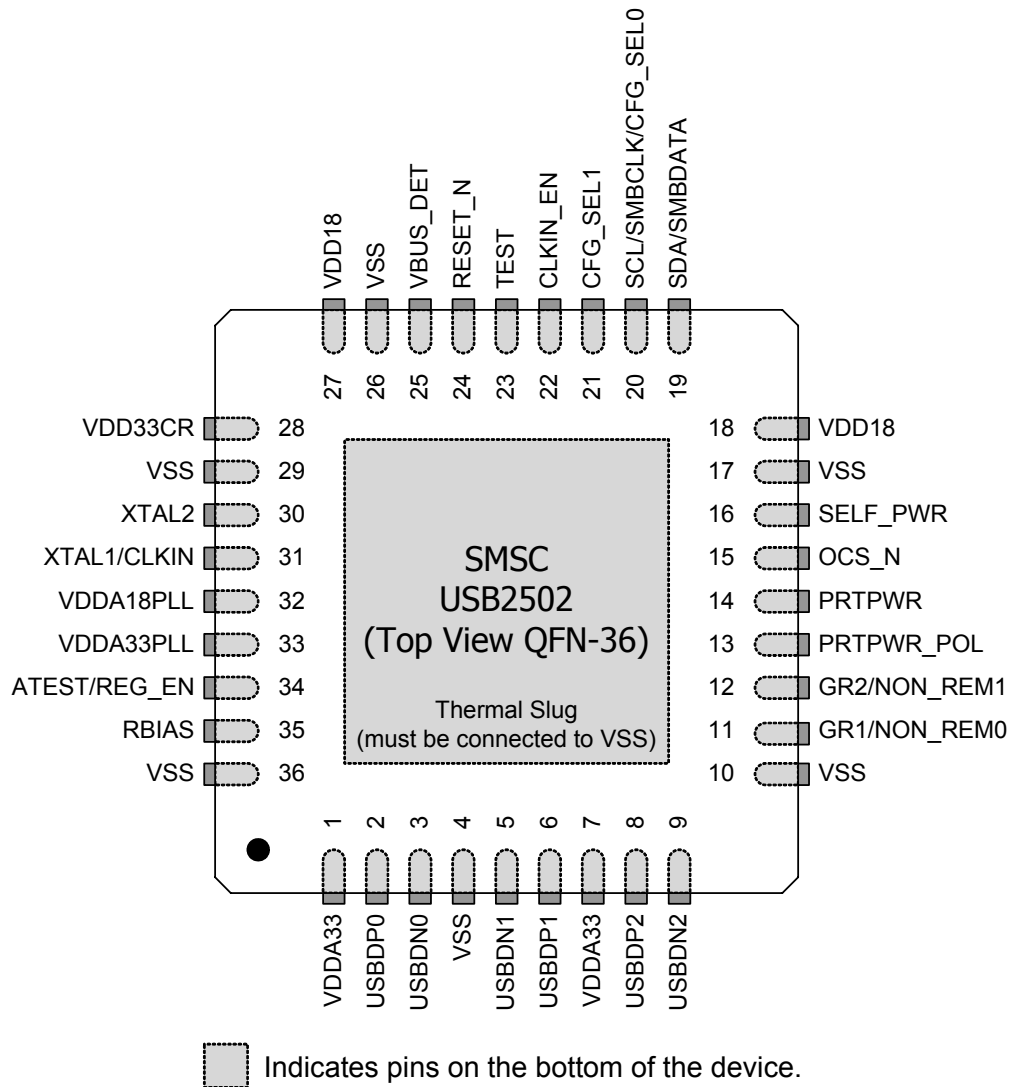 VDD18
VSS
VBUS_DET
RESET_N
TEST
CLKIN_EN
CFG_SEL1
SCL/SMBCLK/CFG_SEL0
SDA/SMBDATA
27
26
25
24
23
22
21
20
19
VDD33CR 28
VSS 29
XTAL2 30
XTAL1/CLKIN 31
VDDA18PLL 32
VDDA33PLL 33
ATEST/REG_EN 34
RBIAS 35
VSS 36
SMSC
USB2502
(Top View QFN-36)
Thermal Slug
(must be connected to VSS)
18 VDD18
17 VSS
16 SELF_PWR
15 OCS_N
14 PRTPWR
13 PRTPWR_POL
12 GR2/NON_REM1
11 GR1/NON_REM0
10 VSS
1
2
3
4
5
6
7
8
9
VDDA33
USBDP0
USBDN0
VSS
USBDN1
USBDP1
VDDA33
USBDP2
USBDN2
Indicates pins on the bottom of the device.